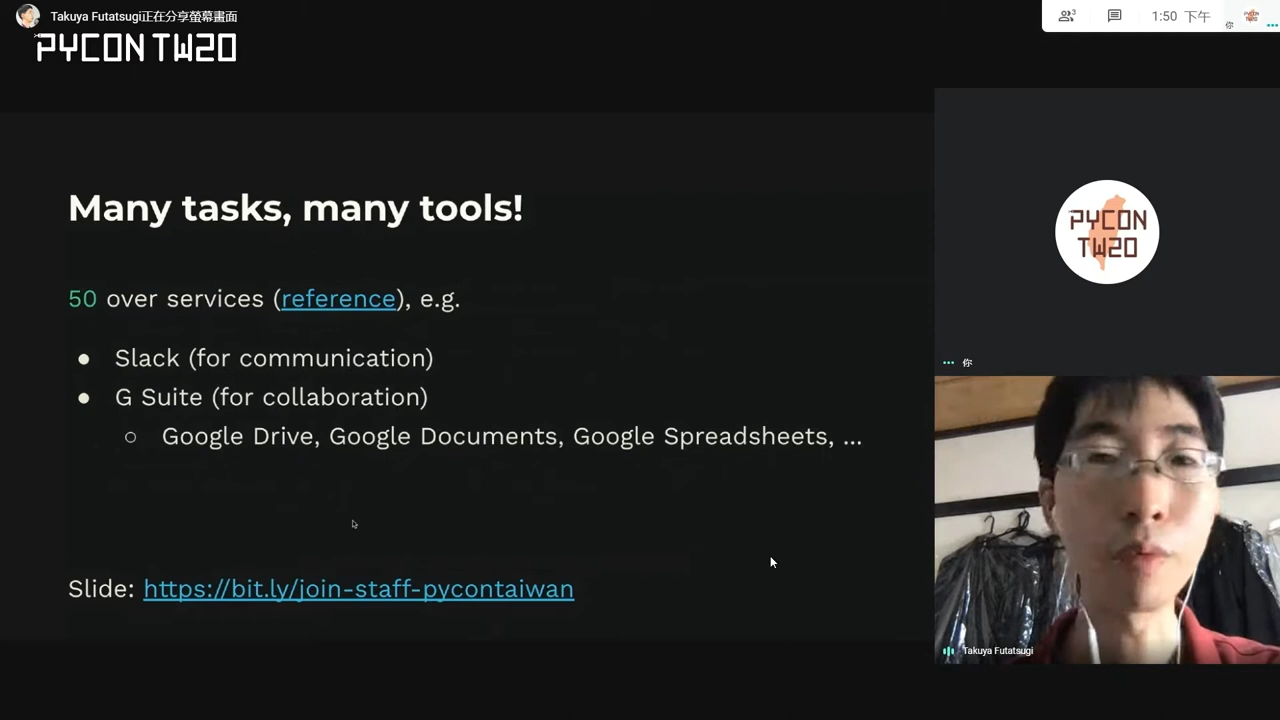 Takuya Futatsugi正在分享螢幕畫面
PYCON TW20
3
1:50 下午
你
Many tasks, many tools!
50 over services (reference), e.g.
● Slack (for communication)
● G Suite (for collaboration)
○ Google Drive, Google Documents, Google Spreadsheets, ...
Slide: https://bit.ly/join-staff-pycontaiwan
PYCON
TW20
你
Takuya Futatsugi